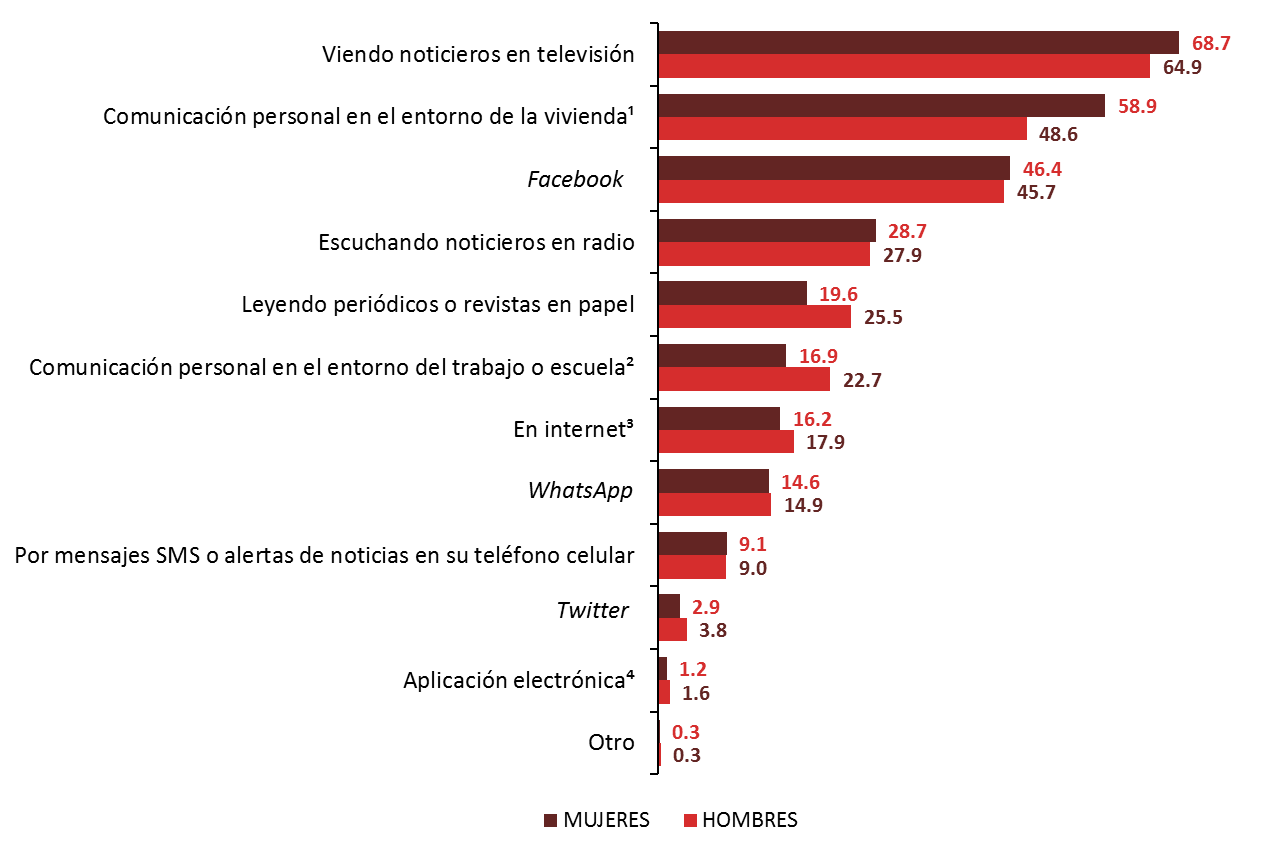 Viendo noticieros en televisión 68.7
64.9
Comunicación personal en el entorno de la vivienda¹ 58.9
48.6
Facebook 46.4
45.7
Escuchando noticieros en radio 28.7
27.9
Leyendo periódicos o revistas en papel 19.6
25.5
Comunicación personal en el entorno del trabajo o escuela² 16.9
22.7
En internet³ 16.2
17.9
WhatsApp 14.6
14.9
Por mensajes SMS o alertas de noticias en su teléfono celular 9.1
9.0
Twitter 2.9
3.8
Aplicación electrónica⁴ 1.2
1.6
Otro 0.3
0.3
MUJERES HOMBRES